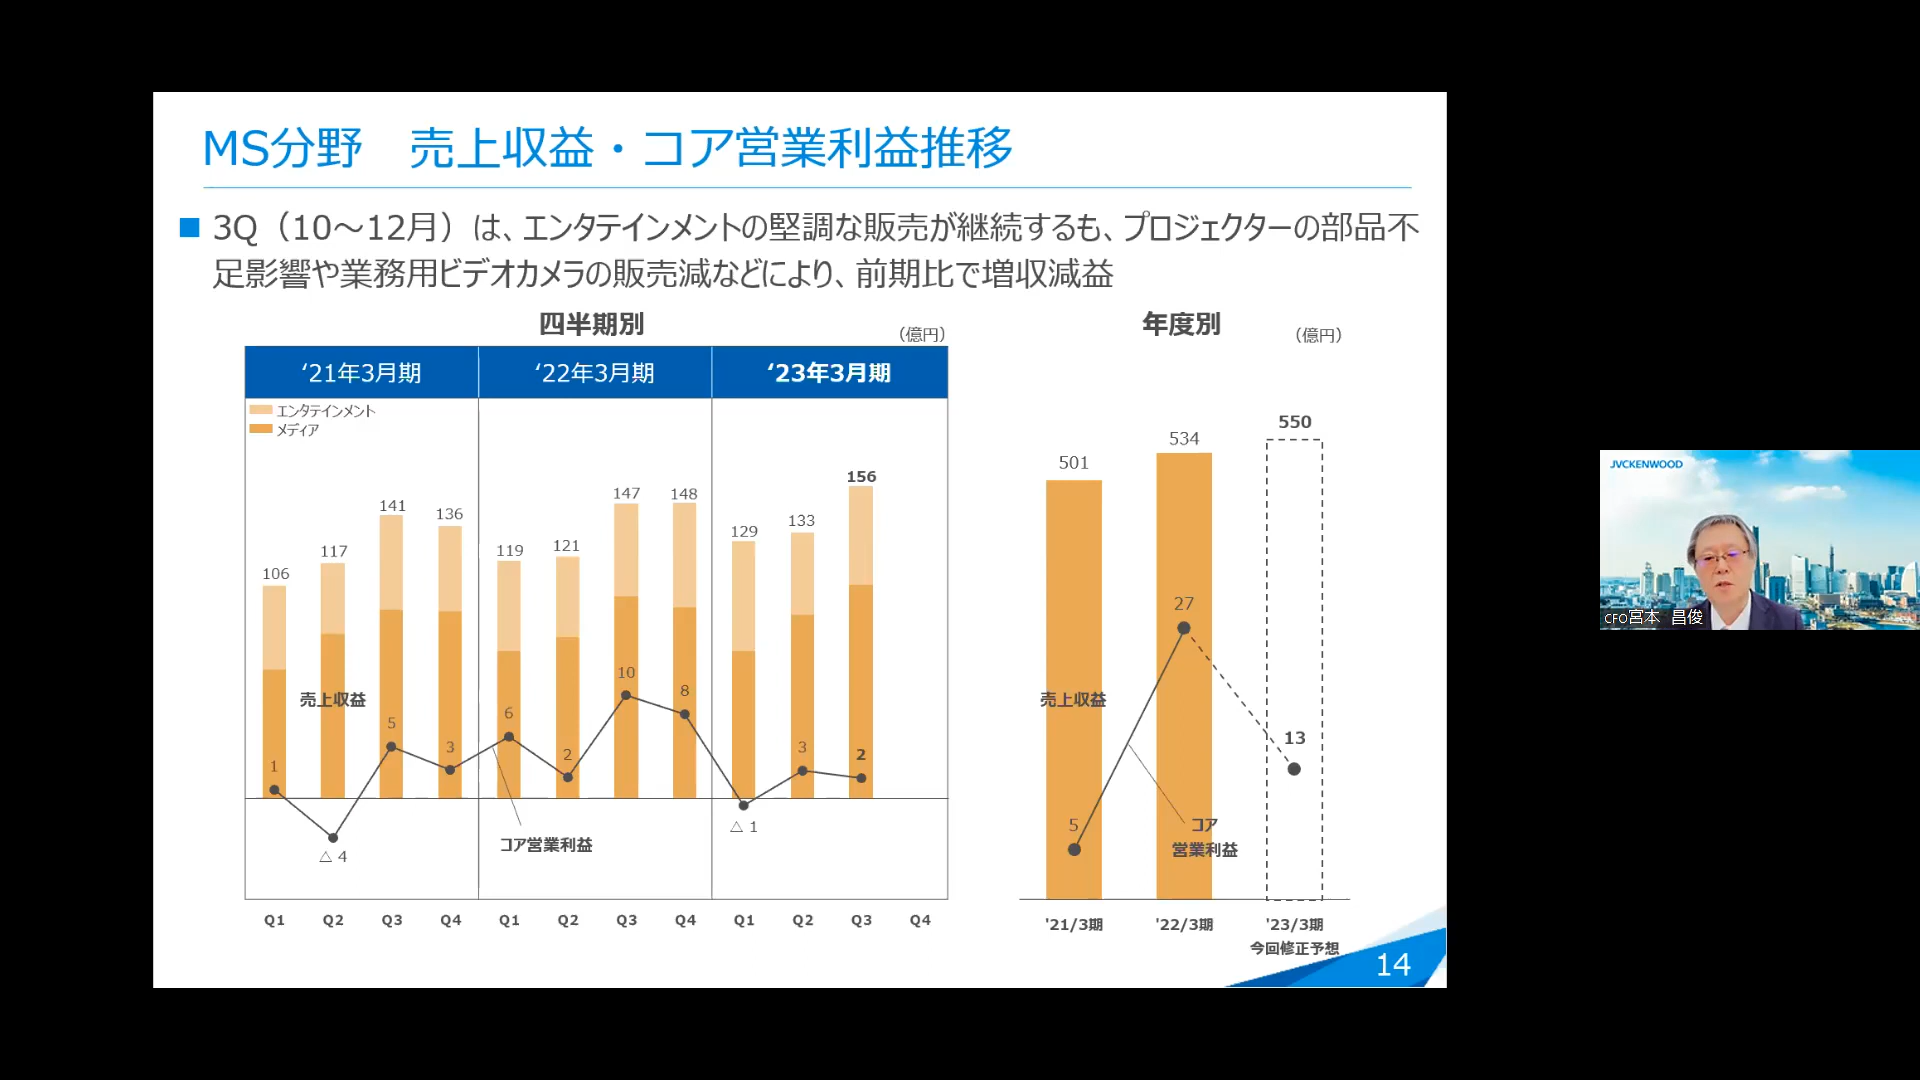 MS分野　売上収益・コア営業利益推移
■ 3Q（10～12月）は、エンタテインメントの堅調な販売が継続するも、プロジェクターの部品不
足影響や業務用ビデオカメラの販売減などにより、前期比で増収減益
四半期別
（億円）
‘21年3月期 ‘22年3月期 ‘23年3月期
エンタテインメント
メディア
106 117 141 136 119 121 147 148 129 133 156
売上収益
1 △ 4 5 3 6 2 10 8 △ 1 3 2
コア営業利益
Q1 Q2 Q3 Q4 Q1 Q2 Q3 Q4 Q1 Q2 Q3 Q4
年度別
（億円）
501 534 550
売上収益
5 27 13
コア
営業利益
'21/3期 '22/3期 '23/3期
今回修正予想
14
JVCKENWOOD
CFO宮本　昌俊